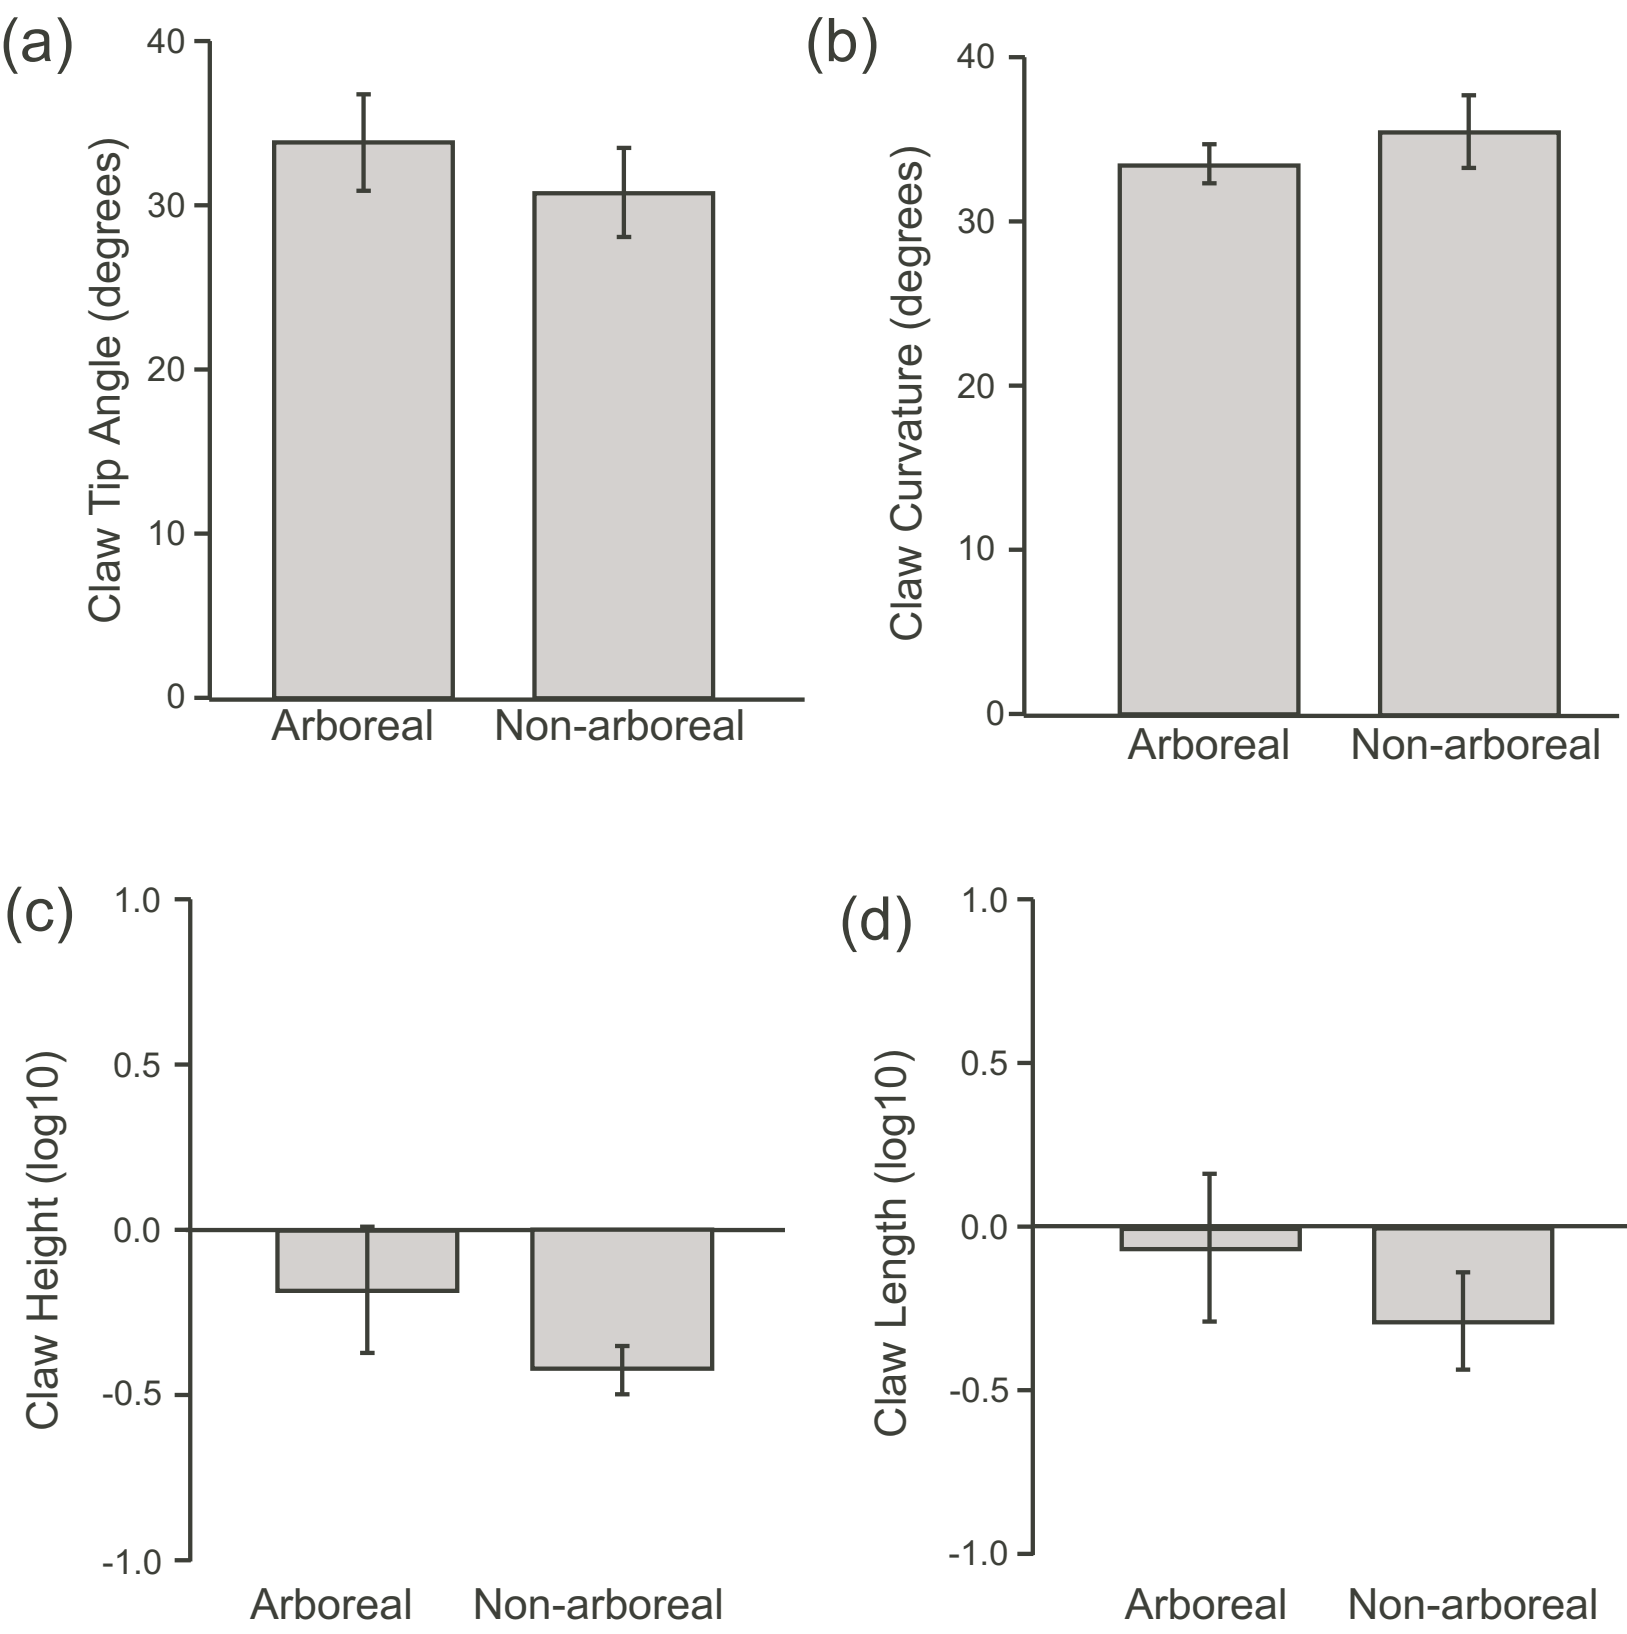 (a)
Claw Tip Angle (degrees)
40
30
20
10
0
Arboreal Non-arboreal
(b)
Claw Curvature (degrees)
40
30
20
10
0
Arboreal Non-arboreal
(c)
Claw Height (log10)
1.0
0.5
0.0
-0.5
-1.0
Arboreal Non-arboreal
(d)
Claw Length (log10)
1.0
0.5
0.0
-0.5
-1.0
Arboreal Non-arboreal